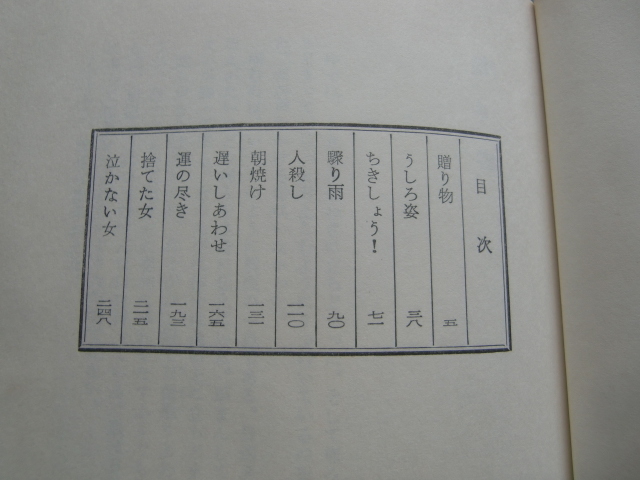 目次
贈り物 五
うしろ姿 三八
ちきしょう! 七一
驟り雨 九〇
人殺し 一一〇
朝焼け 一三一
遅いしあわせ 一六五
運の尽き 一九三
捨てた女 二一五
泣かない女 二四八